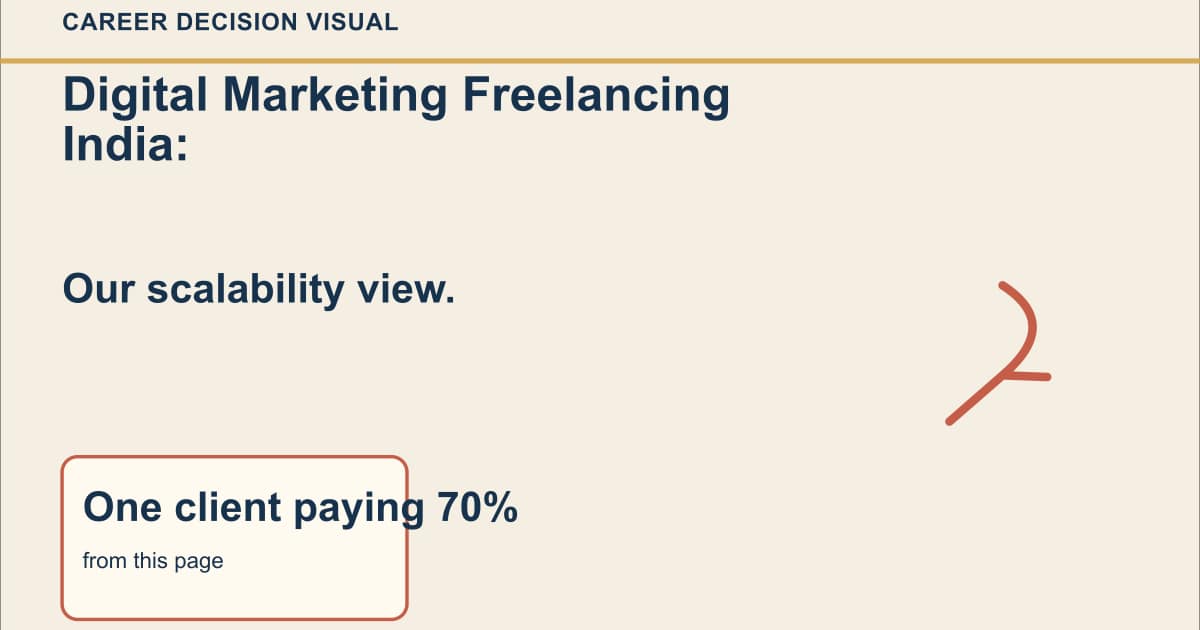 CAREER DECISION VISUAL
Digital Marketing Freelancing
India:
Our scalability view.
One client paying 70%
from this page